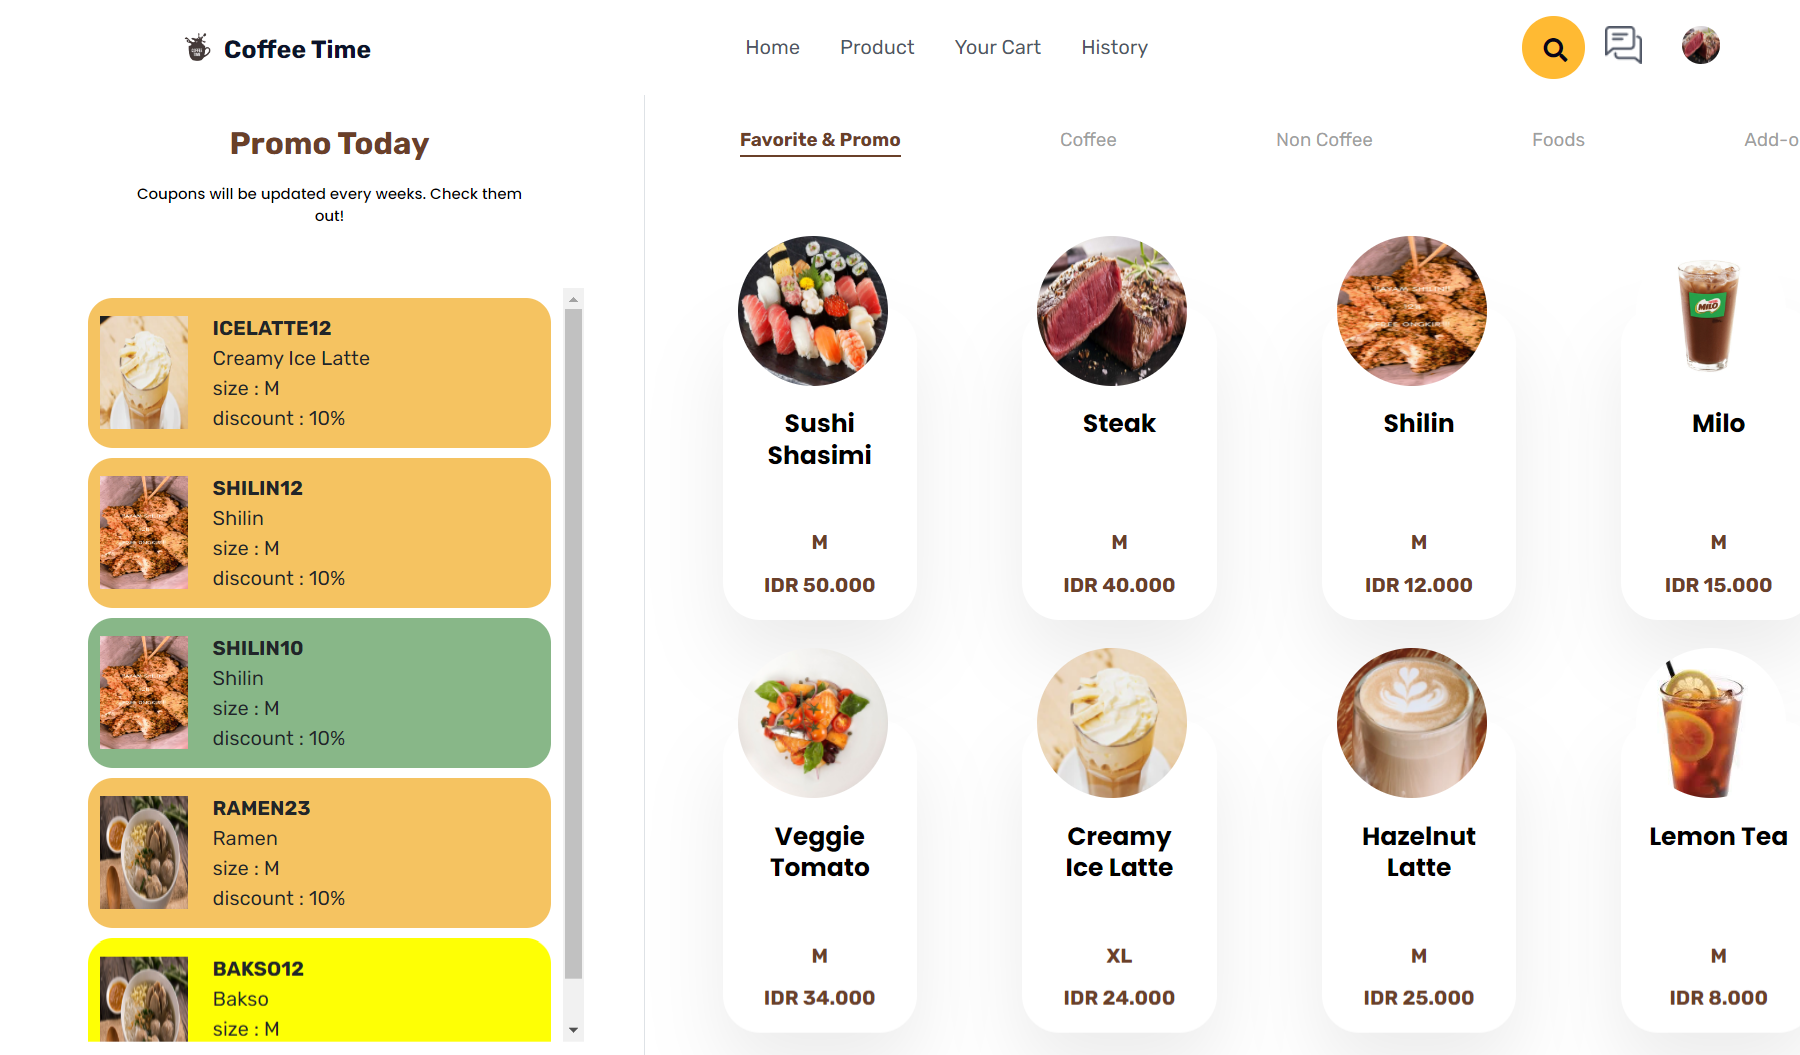 Coffee Time
Home
Product
Your Cart
History
Promo Today
Coupons will be updated every weeks. Check them
out!
ICELATTE12
Creamy Ice Latte
size : M
discount : 10%
SHILIN12
Shilin
size : M
discount : 10%
SHILIN10
Shilin
size : M
discount : 10%
RAMEN23
Ramen
size : M
discount : 10%
BAKSO12
Bakso
size : M
Favorite & Promo
Coffee
Non Coffee
Foods
Add-o
Sushi
Shasimi
M
IDR 50.000
Steak
M
IDR 40.000
Shilin
M
IDR 12.000
MILO
Milo
M
IDR 15.000
Veggie
Tomato
M
IDR 34.000
Creamy
Ice Latte
XL
IDR 24.000
Hazelnut
Latte
M
IDR 25.000
Lemon Tea
M
IDR 8.000